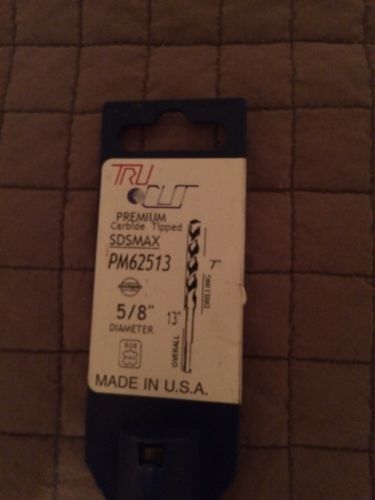 TRU
CUT
PREMIUM
Carbide Tipped
SDSMAX
PM62513
7"
DRILLING
5/8"
DIAMETER
13"
OVERALL
MADE IN U.S.A.